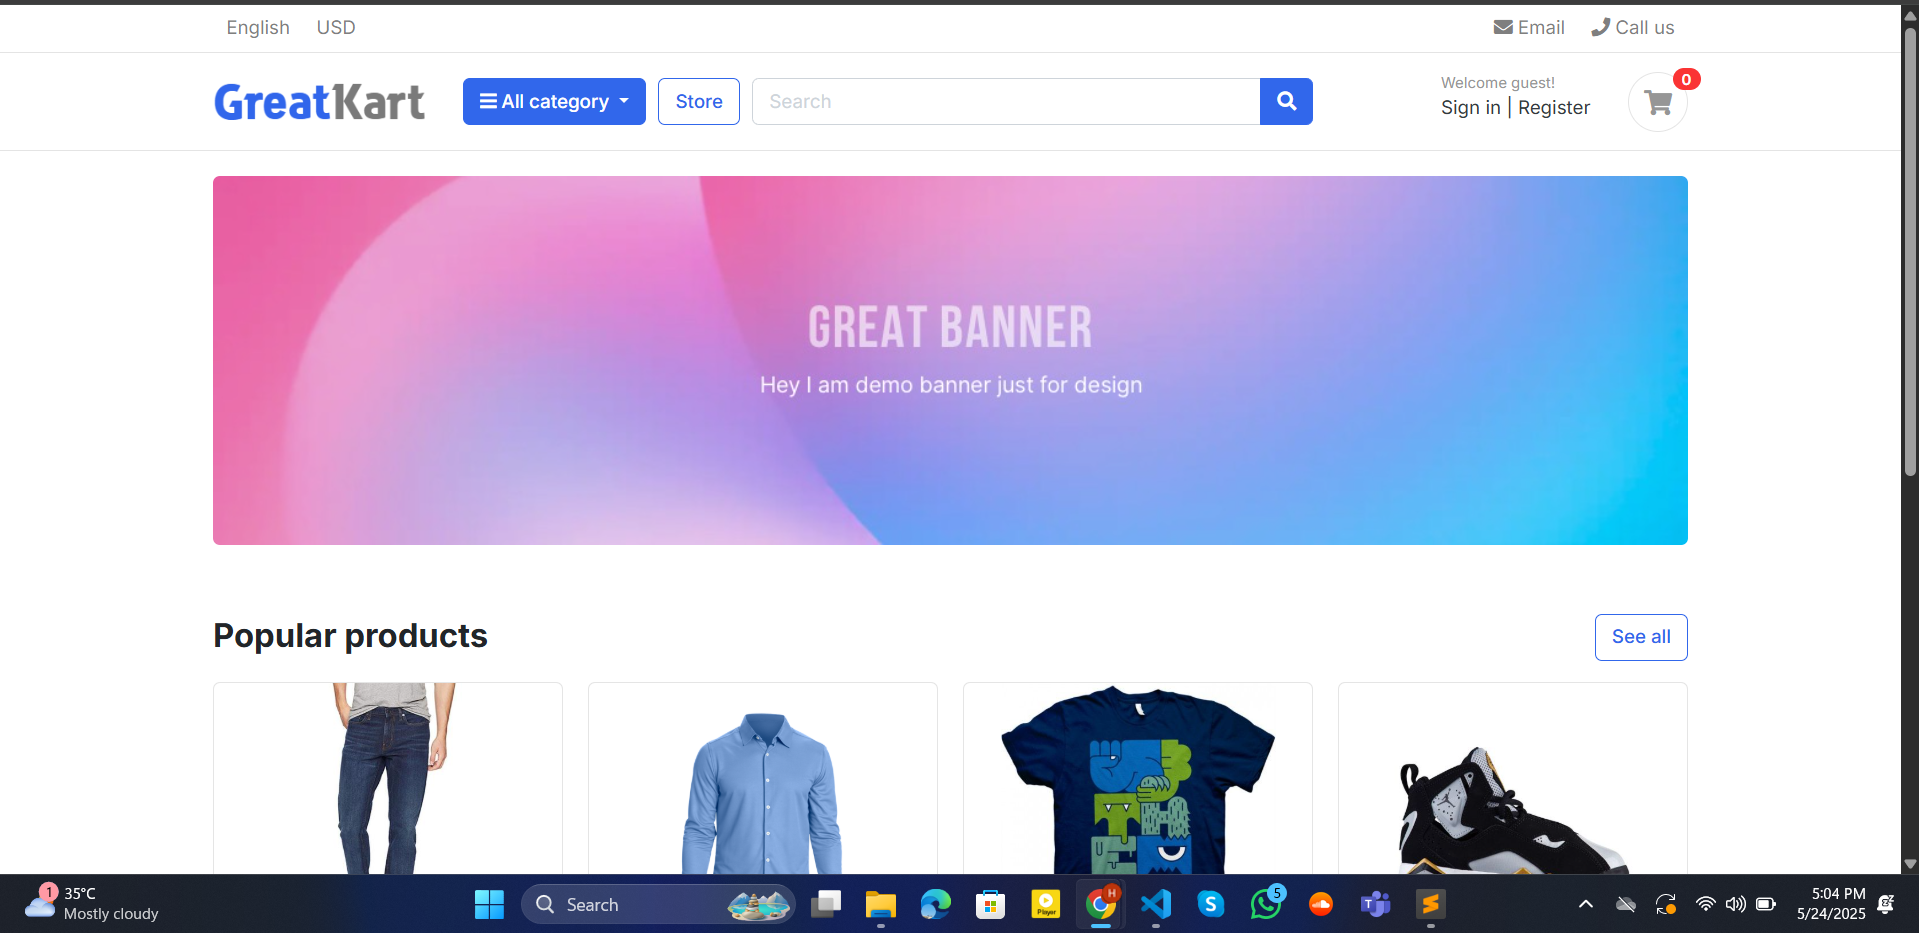 English USD Email Call us
GreatKart All category Store Search Welcome guest! 0
Sign in | Register
GREAT BANNER
Hey I am demo banner just for design
Popular products See all
1 35°C
Mostly cloudy
Search
Player
H
5
5:04 PM
5/24/2025